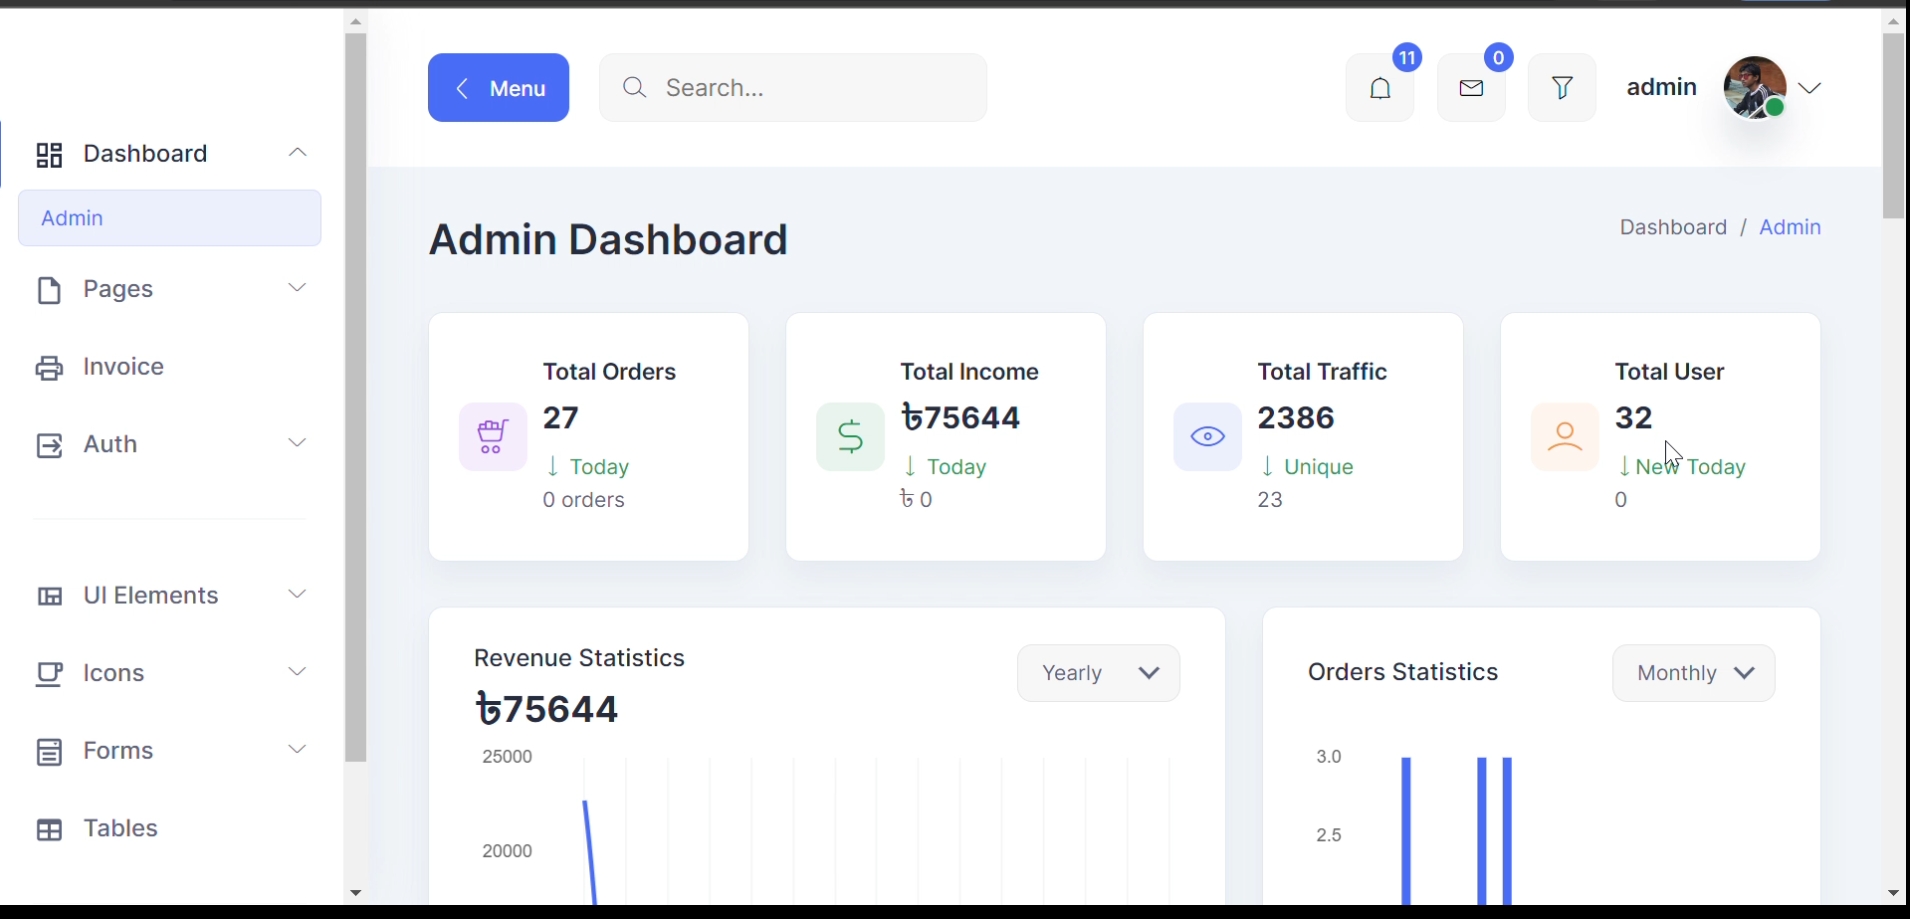 Menu
Search...
11
0
admin
Dashboard
Admin
Pages
Invoice
Auth
UI Elements
Icons
Forms
Tables
Admin Dashboard
Dashboard / Admin
Total Orders
27
↓ Today
0 orders
Total Income
৳75644
↓ Today
৳ 0
Total Traffic
2386
↓ Unique
23
Total User
32
↓New Today
0
Revenue Statistics
৳75644
Yearly
25000
20000
Orders Statistics
Monthly
3.0
2.5